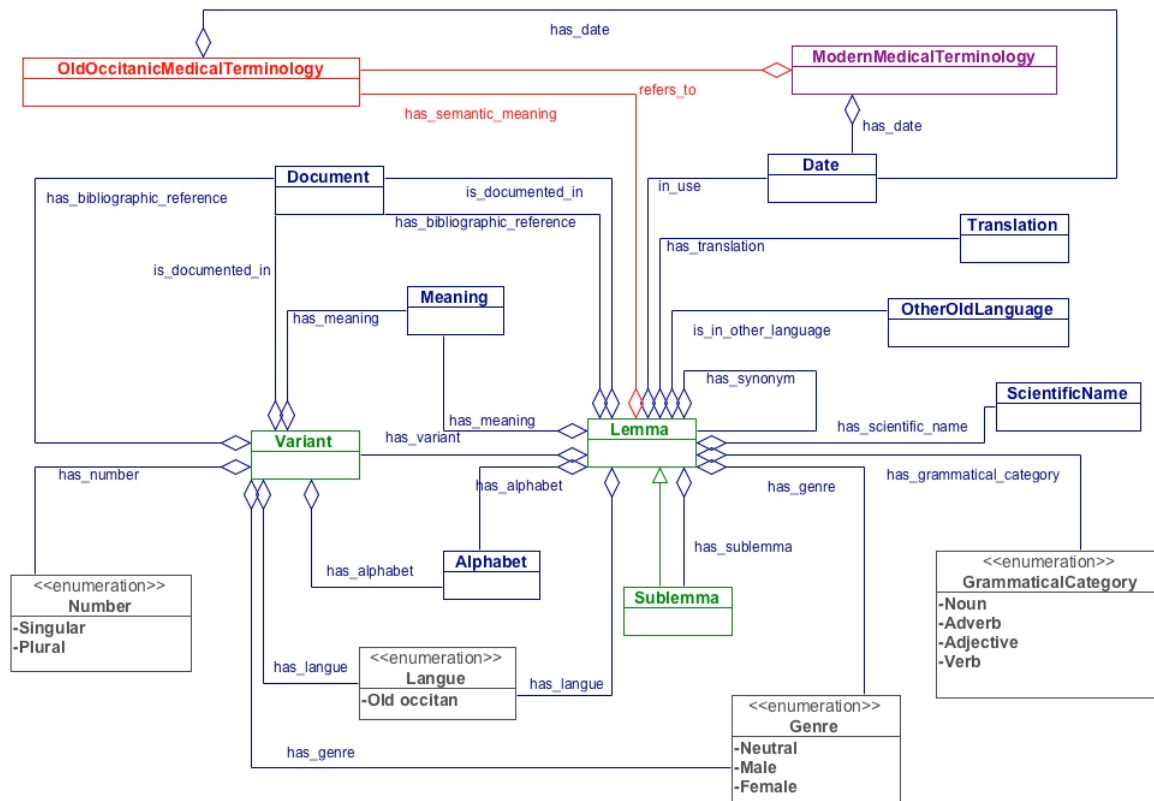 has_date
OldOccitanicMedicalTerminology
ModernMedicalTerminology
refers_to
has_semantic_meaning
has_date
Document
is_documented_in
in_use
Date
has_bibliographic_reference
has_bibliographic_reference
Translation
has_translation
is_documented_in
Meaning
has_meaning
OtherOldLanguage
is_in_other_language
has_synonym
ScientificName
has_meaning
Lemma
has_scientific_name
Variant
has_variant
has_number
has_alphabet
has_genre
has_grammatical_category
has_sublemma
Alphabet
has_alphabet
<<enumeration>>
GrammaticalCategory
-Noun
-Adverb
-Adjective
-Verb
<<enumeration>>
Number
-Singular
-Plural
Sublemma
has_langue
<<enumeration>>
Langue
-Old occitan
has_langue
<<enumeration>>
Genre
-Neutral
-Male
-Female
has_genre